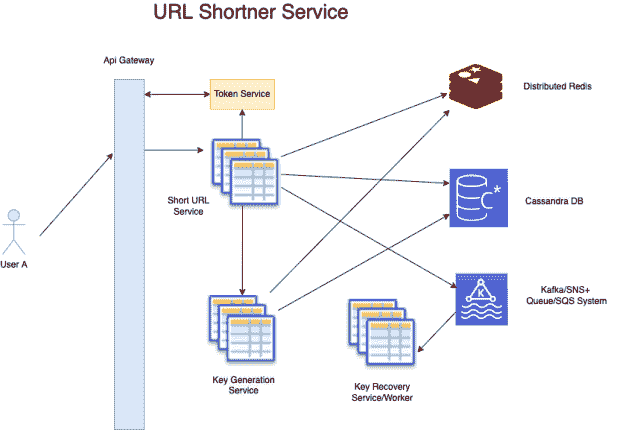 URL Shortner Service
Api Gateway
Token Service
Distributed Redis
Short URL
Service
Cassandra DB
User A
Kafka/SNS+
Queue/SQS System
Key Generation
Service
Key Recovery
Service/Worker
C*
K